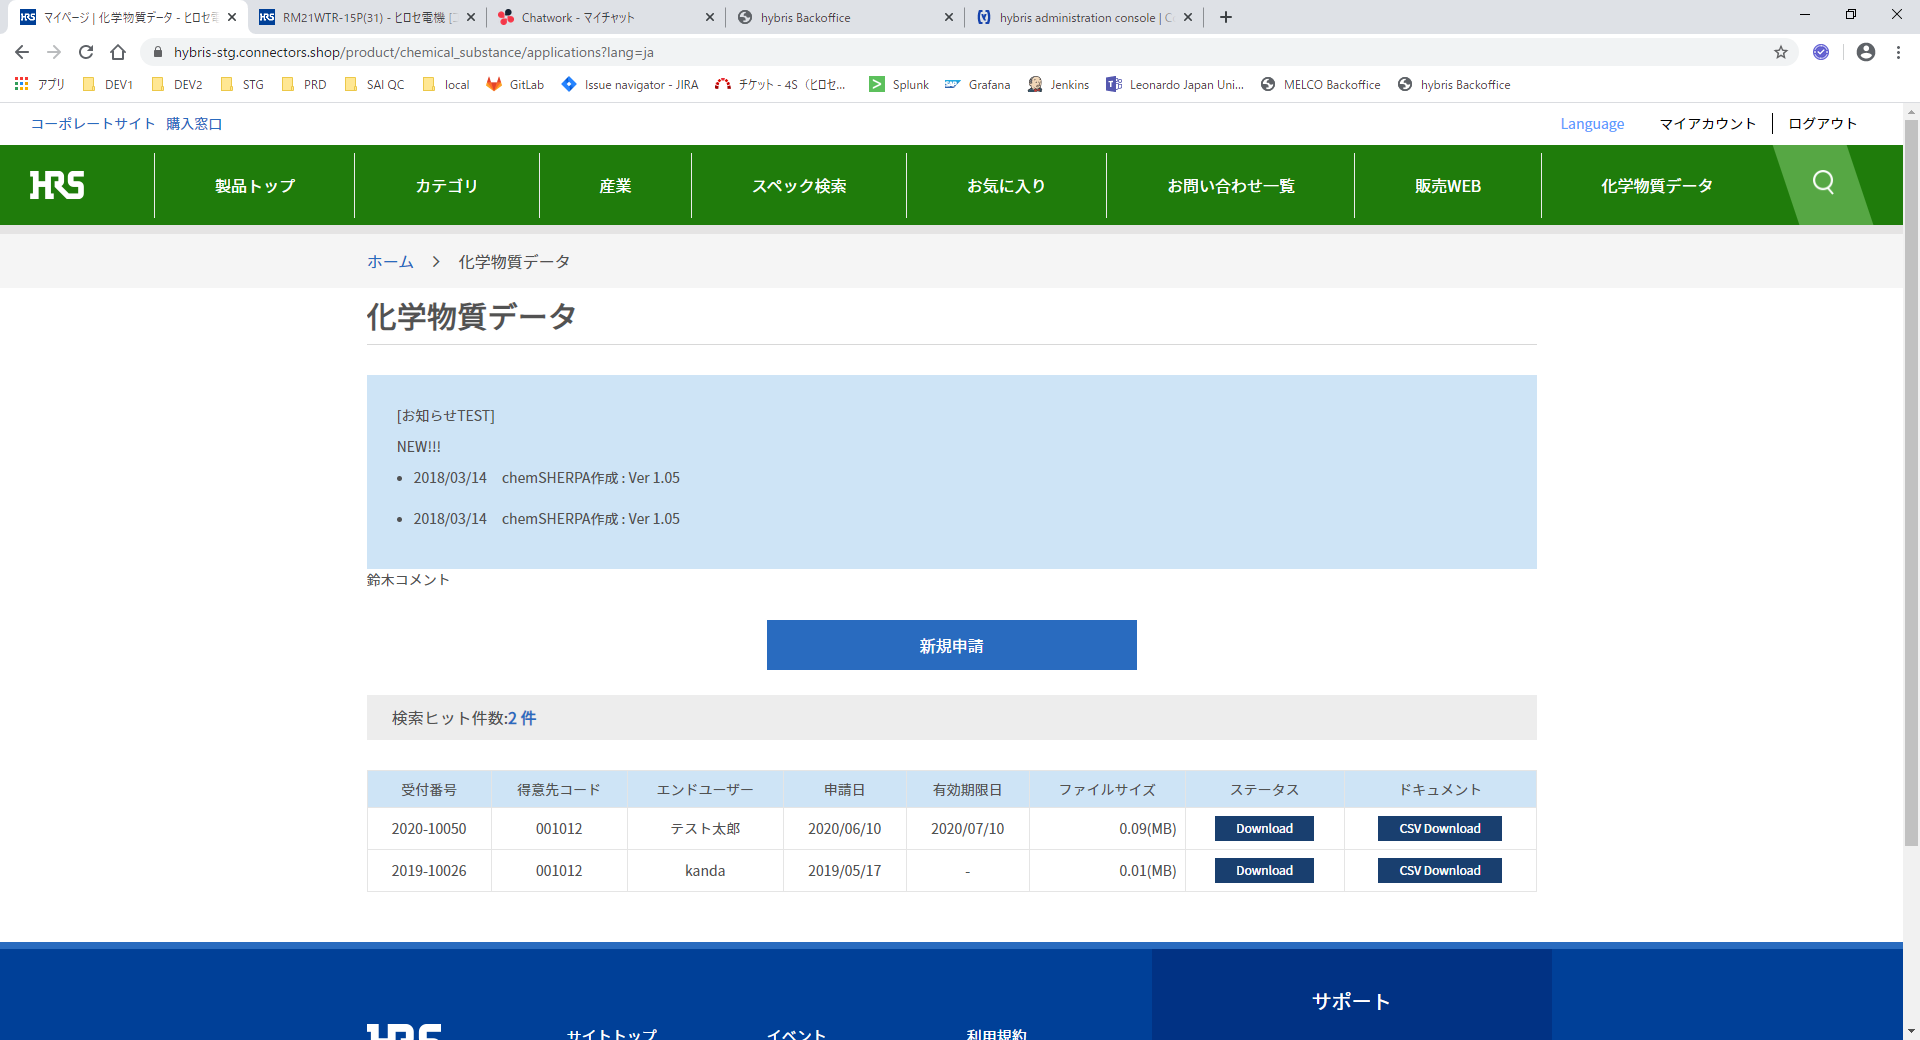 マイページ | 化学物質データ - ヒロセ電
RM21WTR-15P(31) - ヒロセ電機 [
Chatwork - マイチャット
hybris Backoffice
hybris administration console |
hybris-stg.connectors.shop/product/chemical_substance/applications?lang=ja
アプリ DEV1 DEV2 STG PRD SAI QC local GitLab Issue navigator - JIRA チケット - 4S（ヒロセ... Splunk Grafana Jenkins Leonardo Japan Uni... MELCO Backoffice hybris Backoffice
コーポレートサイト 購入窓口 Language マイアカウント ログアウト
HRS 製品トップ カテゴリ 産業 スペック検索 お気に入り お問い合わせ一覧 販売WEB 化学物質データ
ホーム > 化学物質データ
化学物質データ
[お知らせTEST]
NEW!!!
• 2018/03/14 chemSHERPA作成 : Ver 1.05
• 2018/03/14 chemSHERPA作成 : Ver 1.05
鈴木コメント
新規申請
検索ヒット件数:2 件
受付番号 得意先コード エンドユーザー 申請日 有効期限日 ファイルサイズ ステータス ドキュメント
2020-10050 001012 テスト太郎 2020/06/10 2020/07/10 0.09(MB) Download CSV Download
2019-10026 001012 kanda 2019/05/17 - 0.01(MB) Download CSV Download
サポート
HRS サイトトップ イベント 利用規約